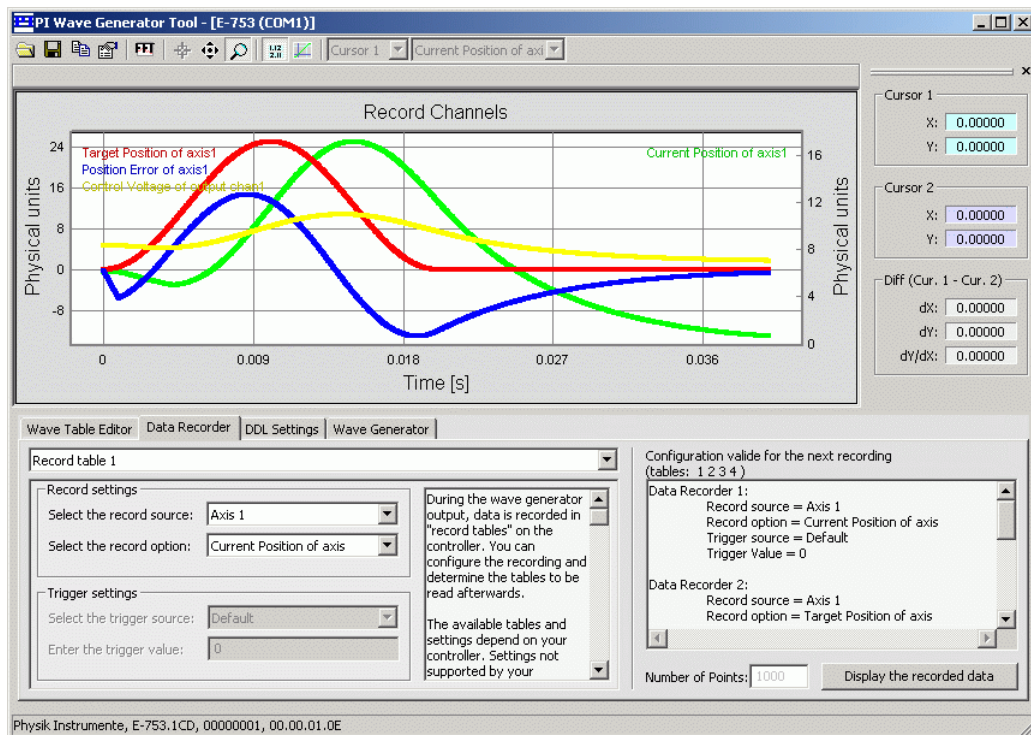 PI Wave Generator Tool - [E-753 (COM1)]
FFT
Cursor 1
Current Position of axi
Record Channels
Target Position of axis1
Position Error of axis1
Control Voltage of output chan1
Current Position of axis1
Physical units
24
16
8
0
-8
16
12
8
4
0
Physical units
0
0.009
0.018
0.027
0.036
Time [s]
Cursor 1
X: 0.00000
Y: 0.00000
Cursor 2
X: 0.00000
Y: 0.00000
Diff (Cur. 1 - Cur. 2)
dX: 0.00000
dY: 0.00000
dY/dX: 0.00000
Wave Table Editor
Data Recorder
DDL Settings
Wave Generator
Record table 1
Record settings
Select the record source: Axis 1
Select the record option: Current Position of axis
Trigger settings
Select the trigger source: Default
Enter the trigger value: 0
During the wave generator
output, data is recorded in
"record tables" on the
controller. You can
configure the recording and
determine the tables to be
read afterwards.
The available tables and
settings depend on your
controller. Settings not
supported by your
Configuration valide for the next recording
(tables: 1 2 3 4 )
Data Recorder 1:
Record source = Axis 1
Record option = Current Position of axis
Trigger source = Default
Trigger Value = 0
Data Recorder 2:
Record source = Axis 1
Record option = Target Position of axis
Number of Points: 1000
Display the recorded data
Physik Instrumente, E-753.1CD, 00000001, 00.00.01.0E